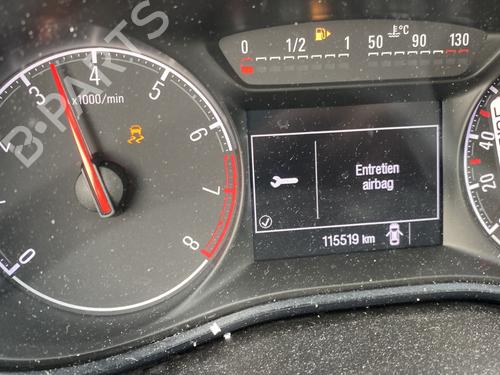 0 1/2 1 50 °C 90 130
3 4 5 6 7 8 0
x1000/min
Entretien
airbag
115519 km
40
20
B-PARTS